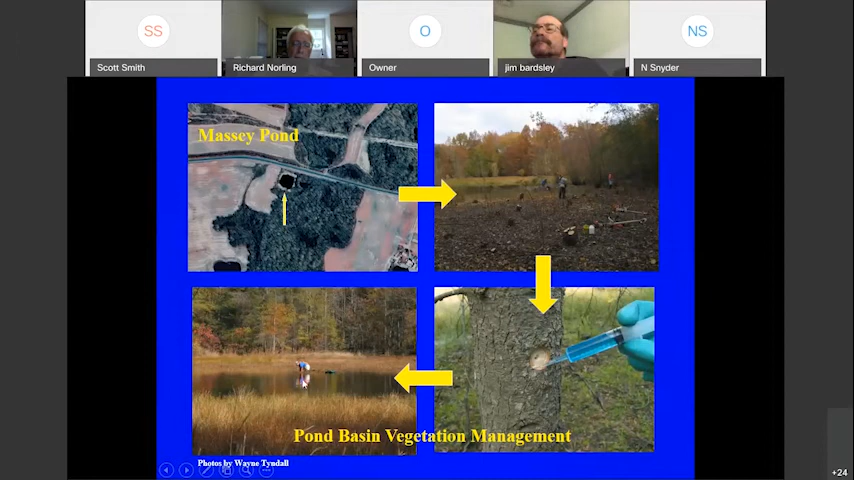 SS
O
NS
Scott Smith
Richard Norling
Owner
jim bardsley
N Snyder
Massey Pond
Pond Basin Vegetation Management
Photos by Wayne Tyndall
+24